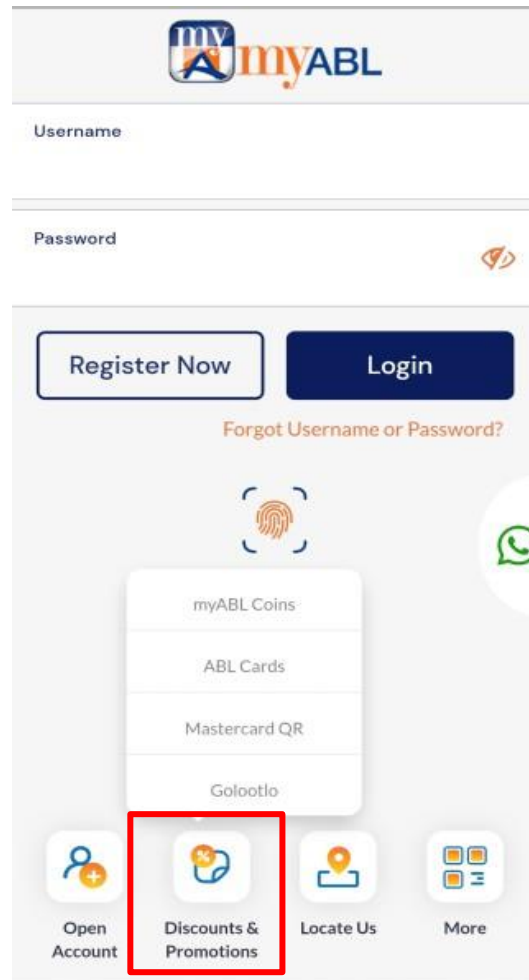 my myABL
Username
Password
Register Now Login
Forgot Username or Password?
myABL Coins
ABL Cards
Mastercard QR
Golootlo
Open Account Discounts & Promotions Locate Us More